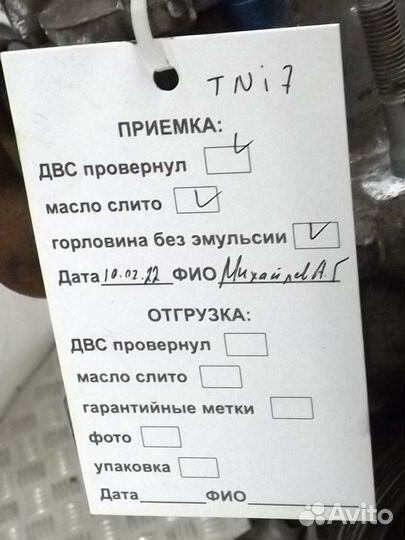 TNi7
ПРИЕМКА:
ДВС провернул
масло слито
горловина без эмульсии
Дата 10.02.22 ФИО Михайлов А.Г
ОТГРУЗКА:
ДВС провернул
масло слито
гарантийные метки
фото
упаковка
Дата ФИО
Avito